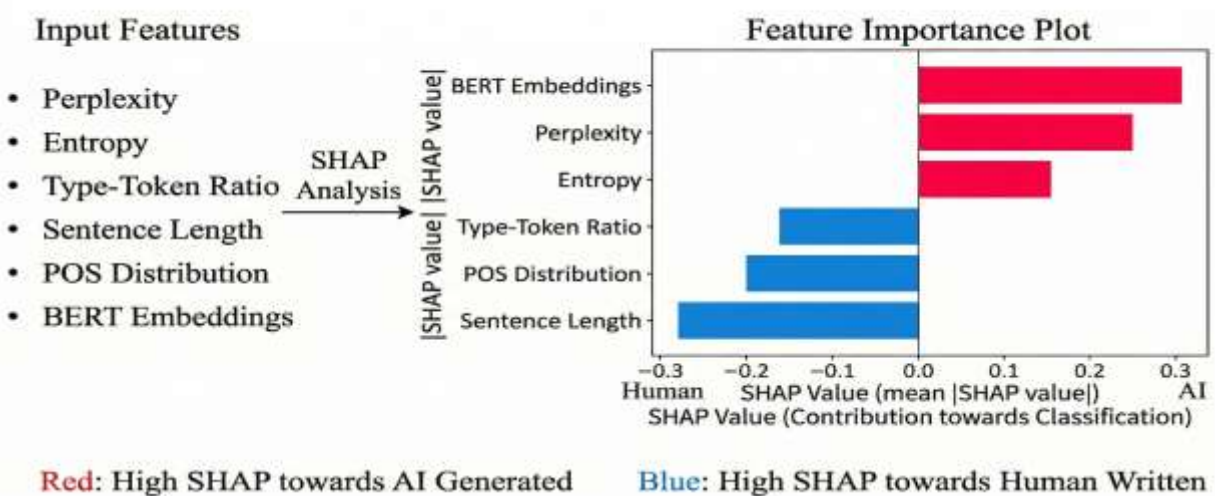 Input Features
• Perplexity
• Entropy
• Type-Token Ratio
• Sentence Length
• POS Distribution
• BERT Embeddings
SHAP
Analysis
Feature Importance Plot
|SHAP value| |SHAP value|
BERT Embeddings
Perplexity
Entropy
Type-Token Ratio
POS Distribution
Sentence Length
−0.3 −0.2 −0.1 0.0 0.1 0.2 0.3
Human SHAP Value (mean |SHAP value|) AI
SHAP Value (Contribution towards Classification)
Red: High SHAP towards AI Generated
Blue: High SHAP towards Human Written